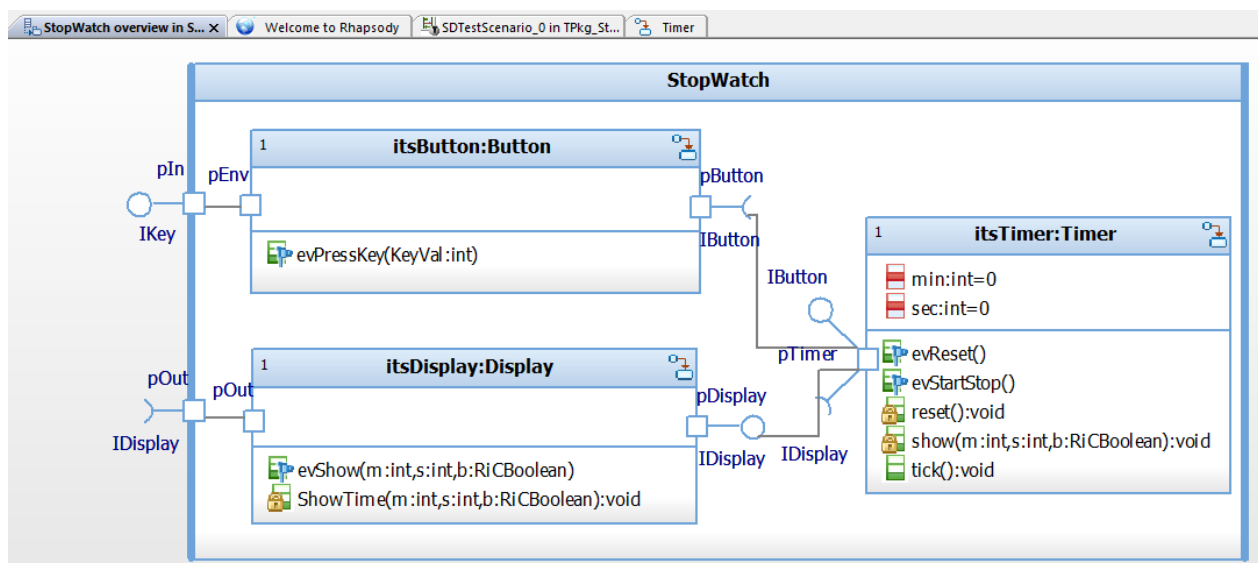 StopWatch overview in S... x
Welcome to Rhapsody
SDTestScenario_0 in TPkg_St...
Timer
StopWatch
1
itsButton:Button
pIn
pEnv
pButton
IKey
IButton
evPressKey(KeyVal:int)
1
itsTimer:Timer
IButton
min:int=0
sec:int=0
pTimer
evReset()
evStartStop()
reset():void
show(m:int,s:int,b:RiCBoolean):void
tick():void
1
itsDisplay:Display
pOut
pOut
pDisplay
IDisplay
IDisplay
IDisplay
evShow(m:int,s:int,b:RiCBoolean)
ShowTime(m:int,s:int,b:RiCBoolean):void